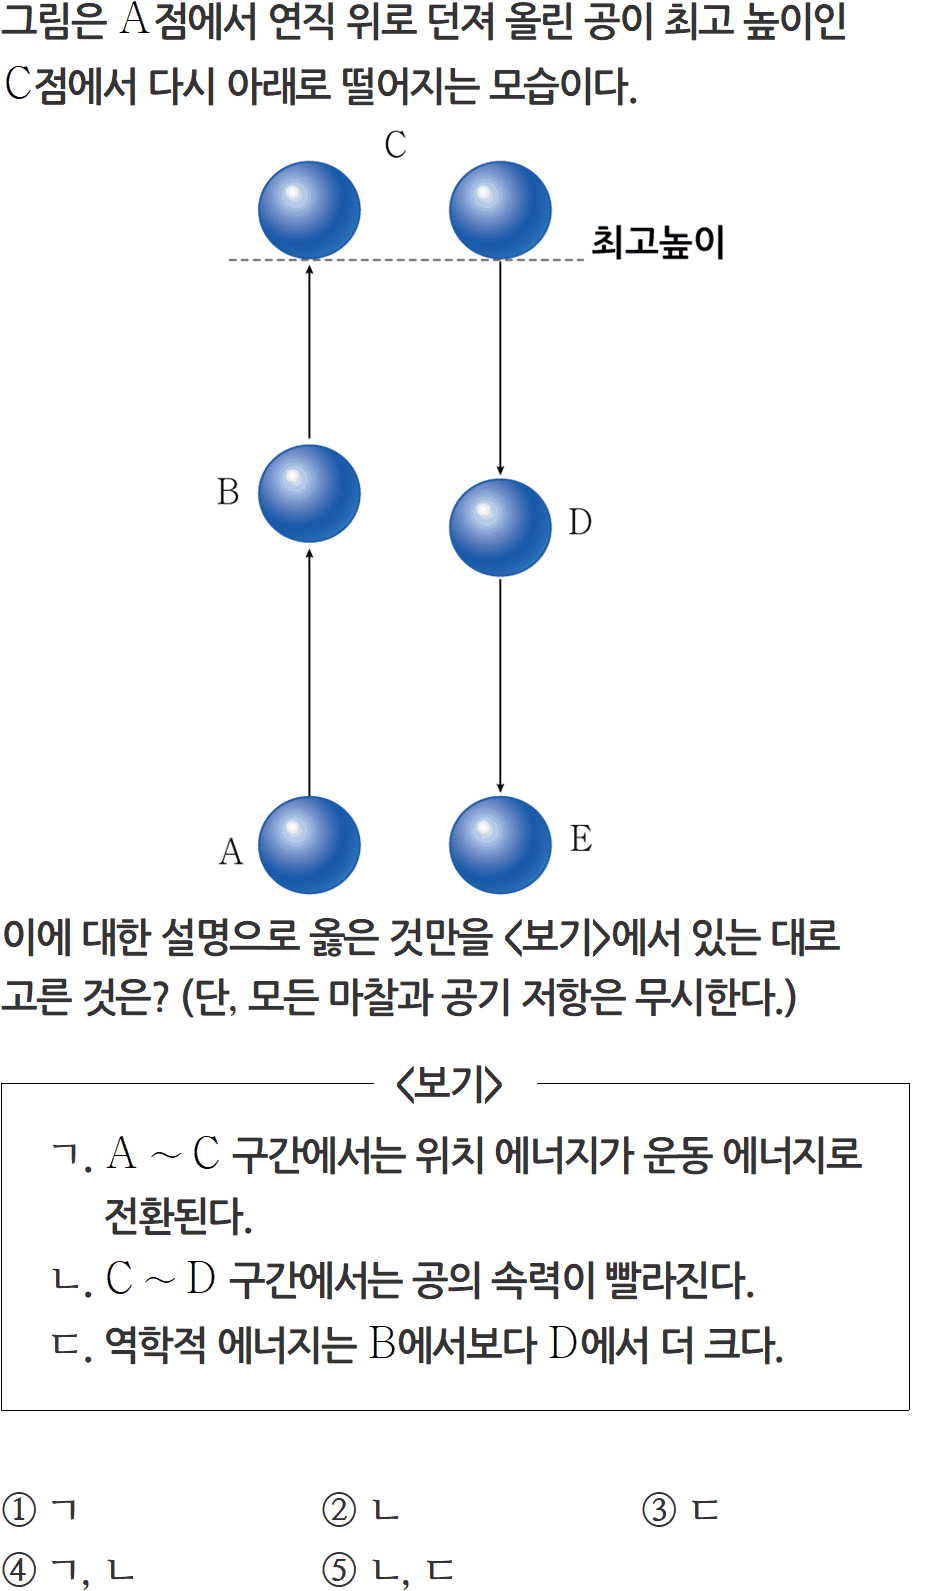 그림은 A점에서 연직 위로 던져 올린 공이 최고 높이인
C점에서 다시 아래로 떨어지는 모습이다.
C
최고높이
B
D
A
E
이에 대한 설명으로 옳은 것만을 <보기>에서 있는 대로
고른 것은? (단, 모든 마찰과 공기 저항은 무시한다.)
<보기>
ㄱ. A ~ C 구간에서는 위치 에너지가 운동 에너지로
전환된다.
ㄴ. C ~ D 구간에서는 공의 속력이 빨라진다.
ㄷ. 역학적 에너지는 B에서보다 D에서 더 크다.
① ㄱ ② ㄴ ③ ㄷ
④ ㄱ, ㄴ ⑤ ㄴ, ㄷ